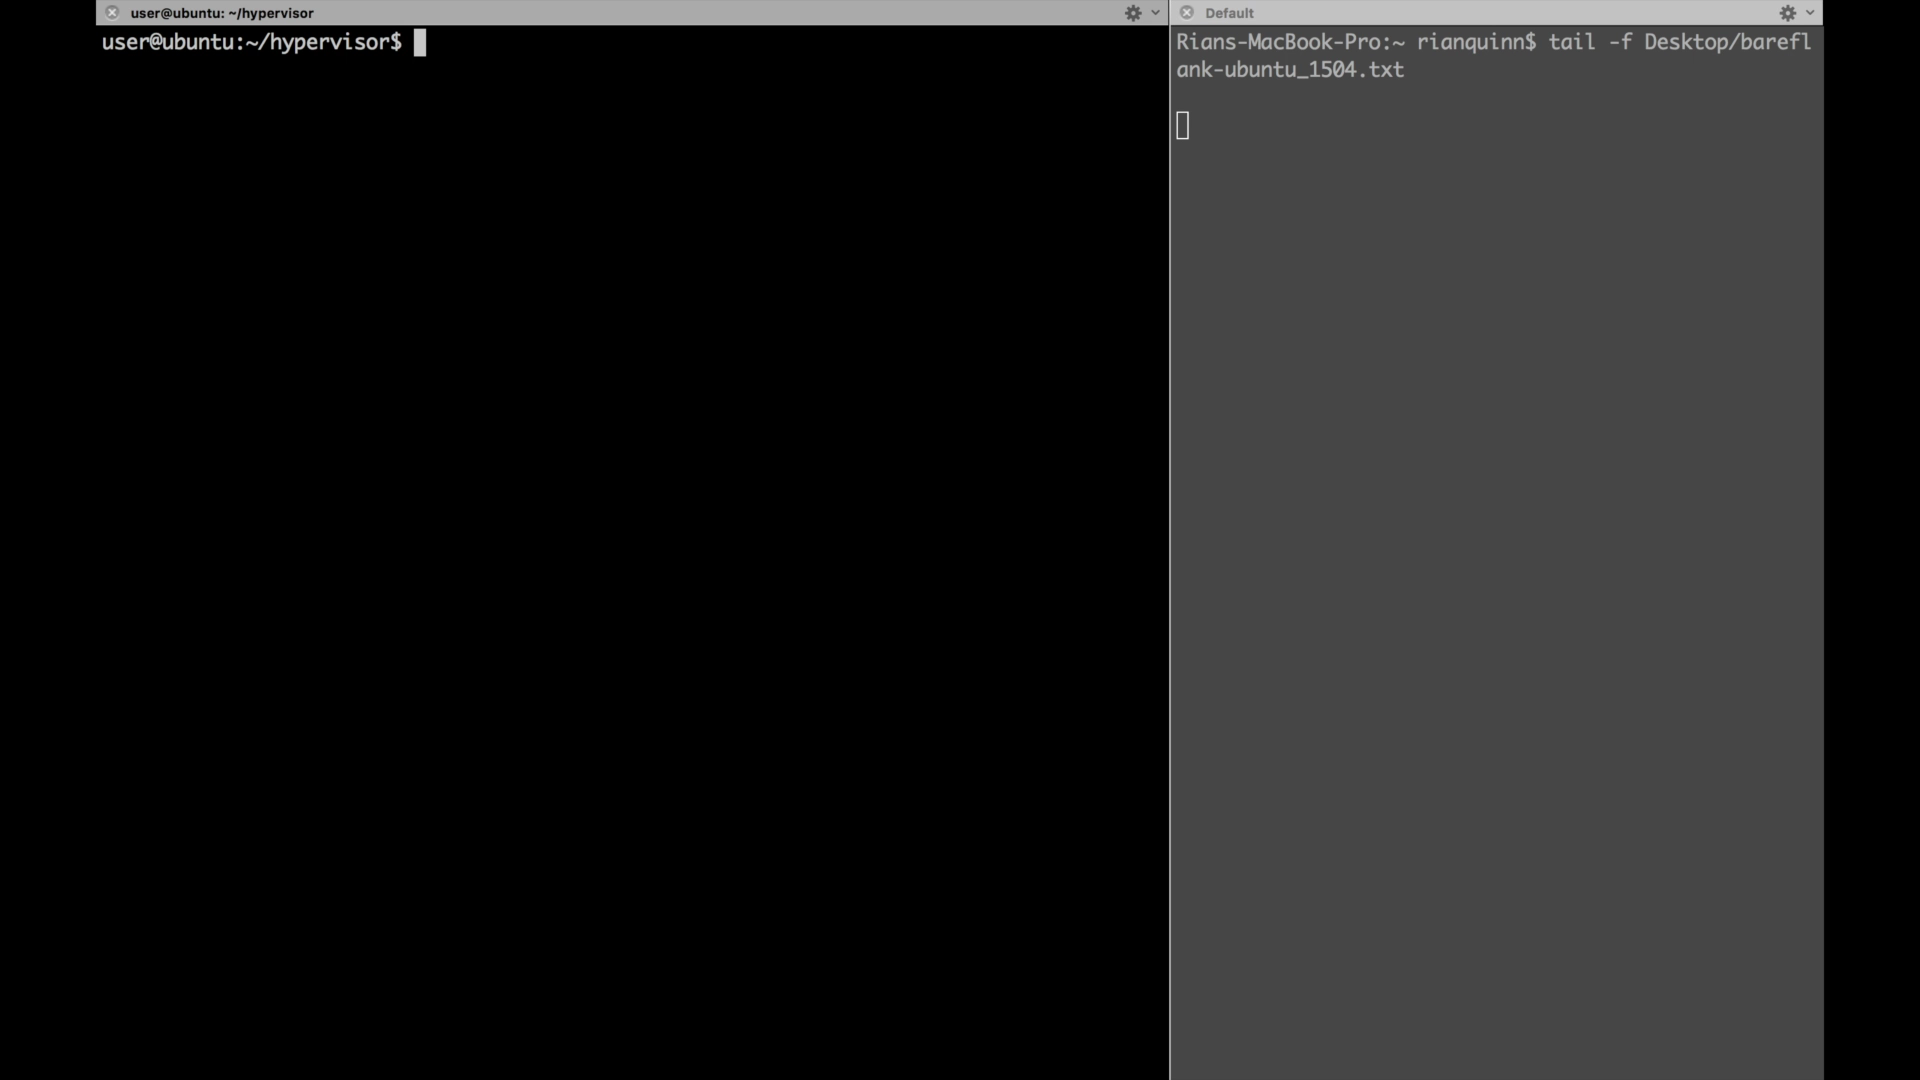 user@ubuntu: ~/hypervisor
user@ubuntu:~/hypervisor$
Default
Rians-MacBook-Pro:~ rianquinn$ tail -f Desktop/barefl
ank-ubuntu_1504.txt